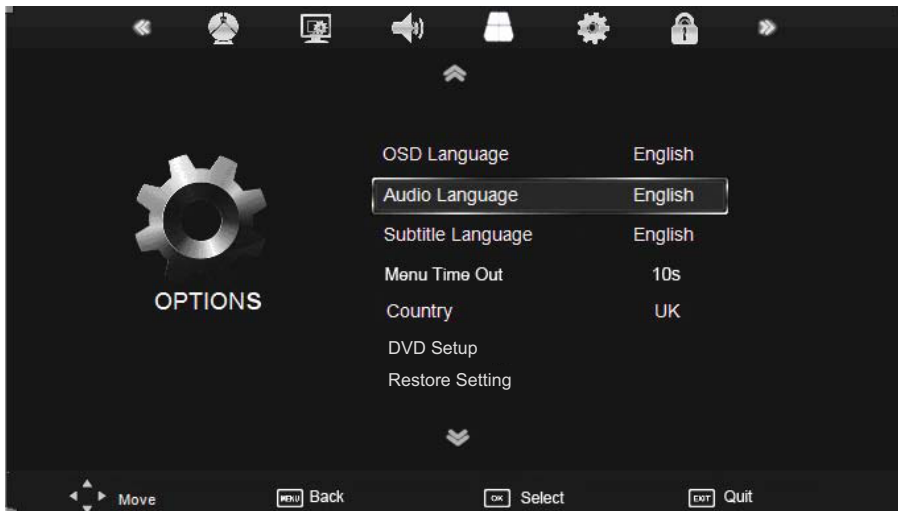 OSD Language English
Audio Language English
Subtitle Language English
Menu Time Out 10s
OPTIONS
Country UK
DVD Setup
Restore Setting
Move MENU Back OK Select EXIT Quit